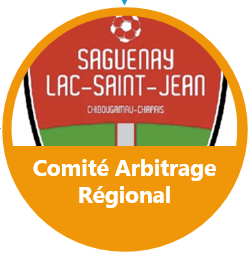 SAGUENAY
LAC-SAINT-JEAN
CHIBOUGAMAU-CHAPAIS
Comité Arbitrage
Régional